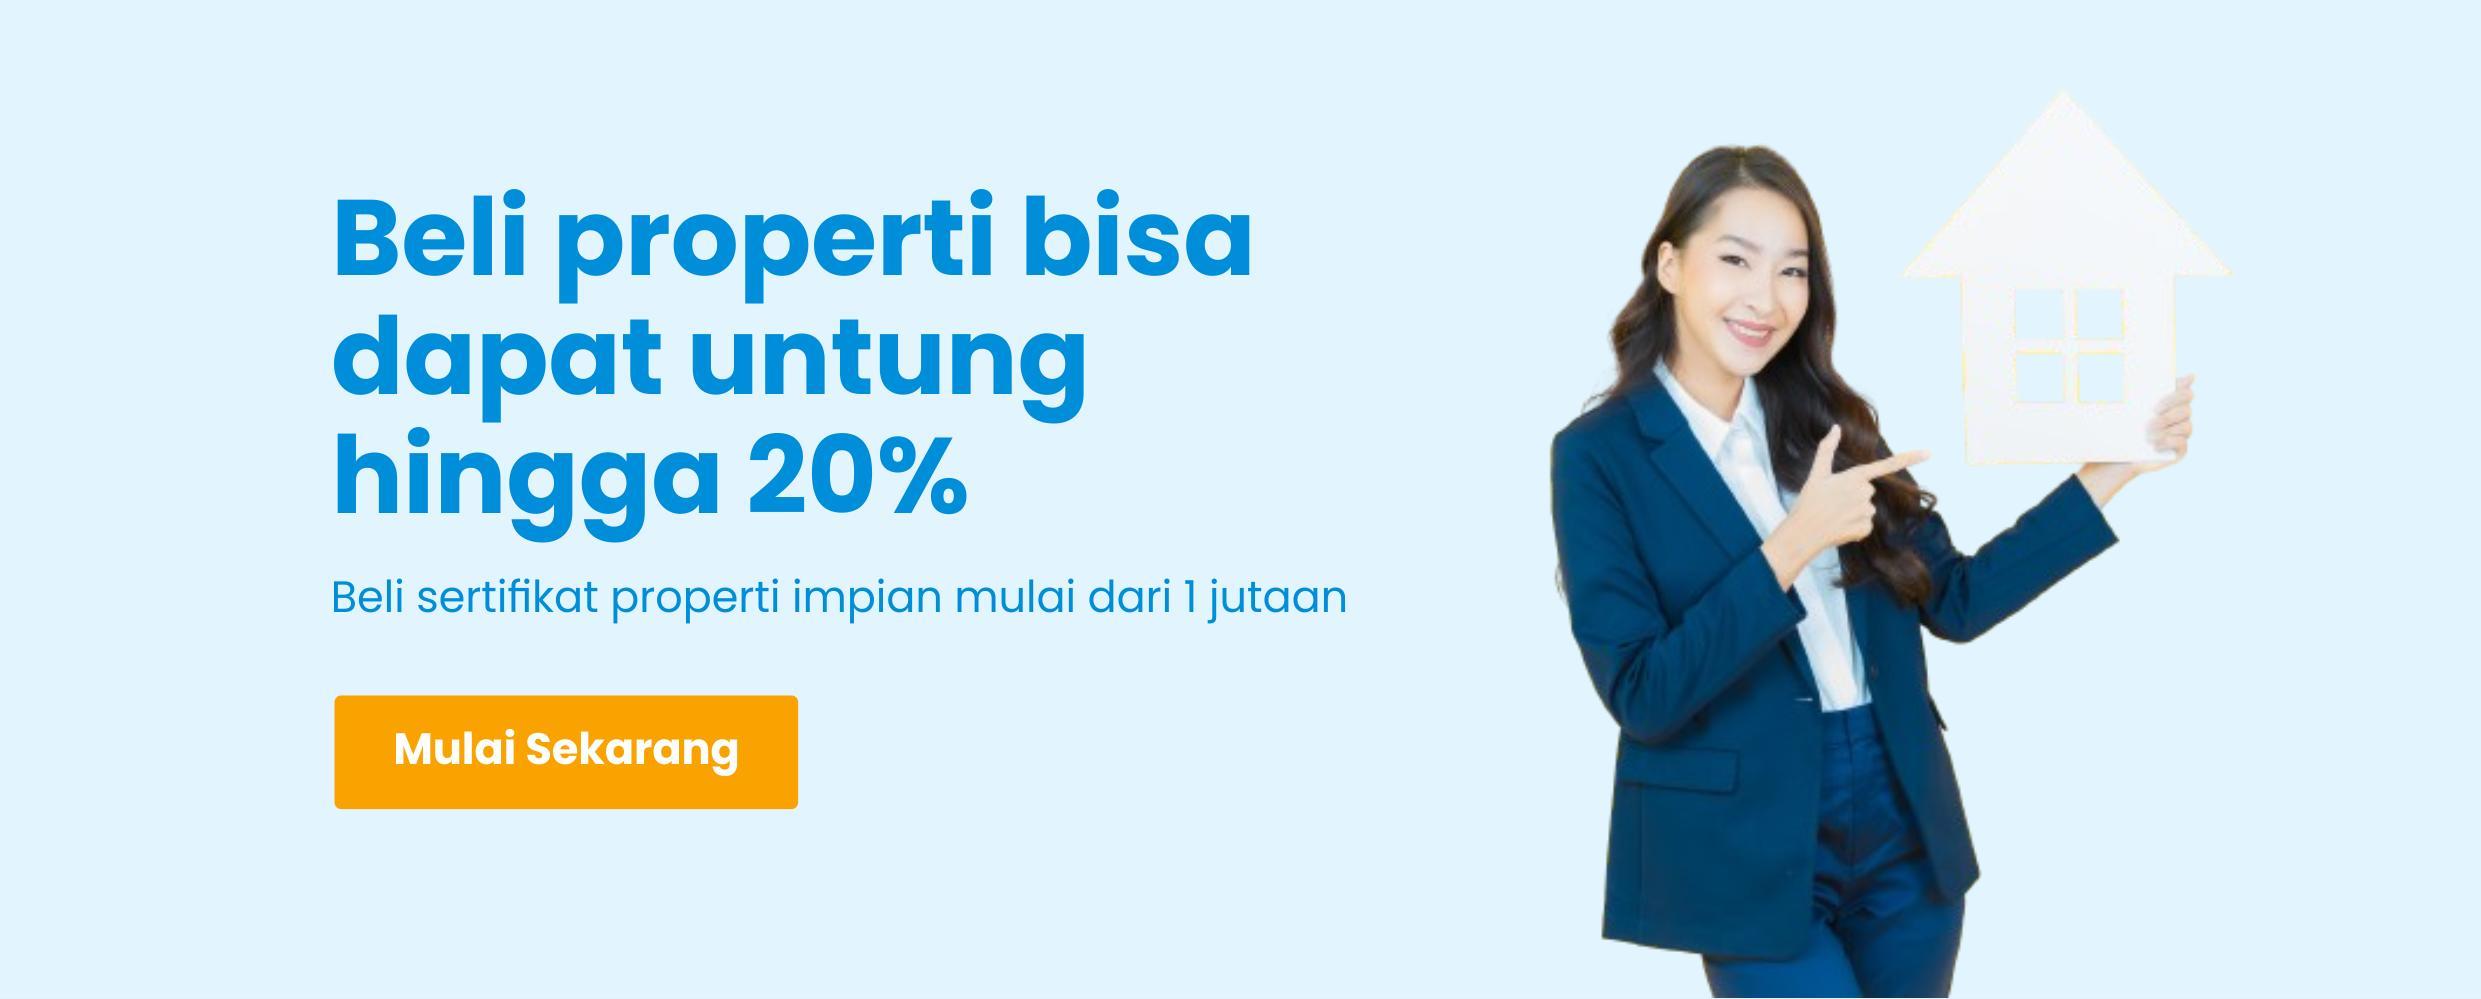 Beli properti bisa
dapat untung
hingga 20%
Beli sertifikat properti impian mulai dari 1 jutaan
Mulai Sekarang